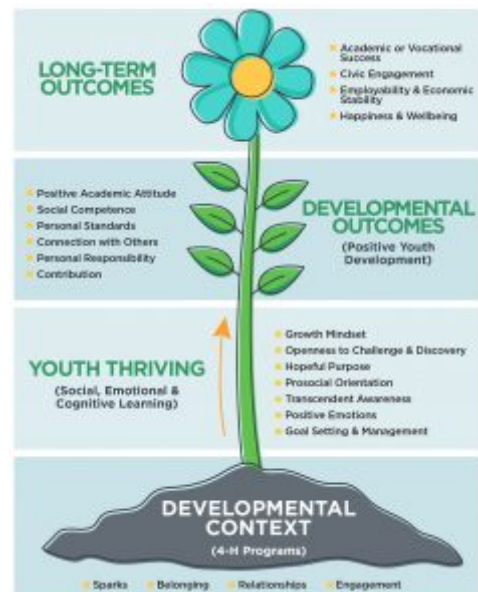 LONG-TERM
OUTCOMES
Academic or Vocational
Success
Civic Engagement
Employability & Economic
Stability
Happiness & Wellbeing
Positive Academic Attitude
Social Competence
Personal Standards
Connection with Others
Personal Responsibility
Contribution
DEVELOPMENTAL
OUTCOMES
(Positive Youth
Development)
YOUTH THRIVING
(Social, Emotional &
Cognitive Learning)
Growth Mindset
Openness to Challenge & Discovery
Hopeful Purpose
Prosocial Orientation
Transcendent Awareness
Positive Emotions
Goal Setting & Management
DEVELOPMENTAL
CONTEXT
(4-H Programs)
Sparks Belonging Relationships Engagement